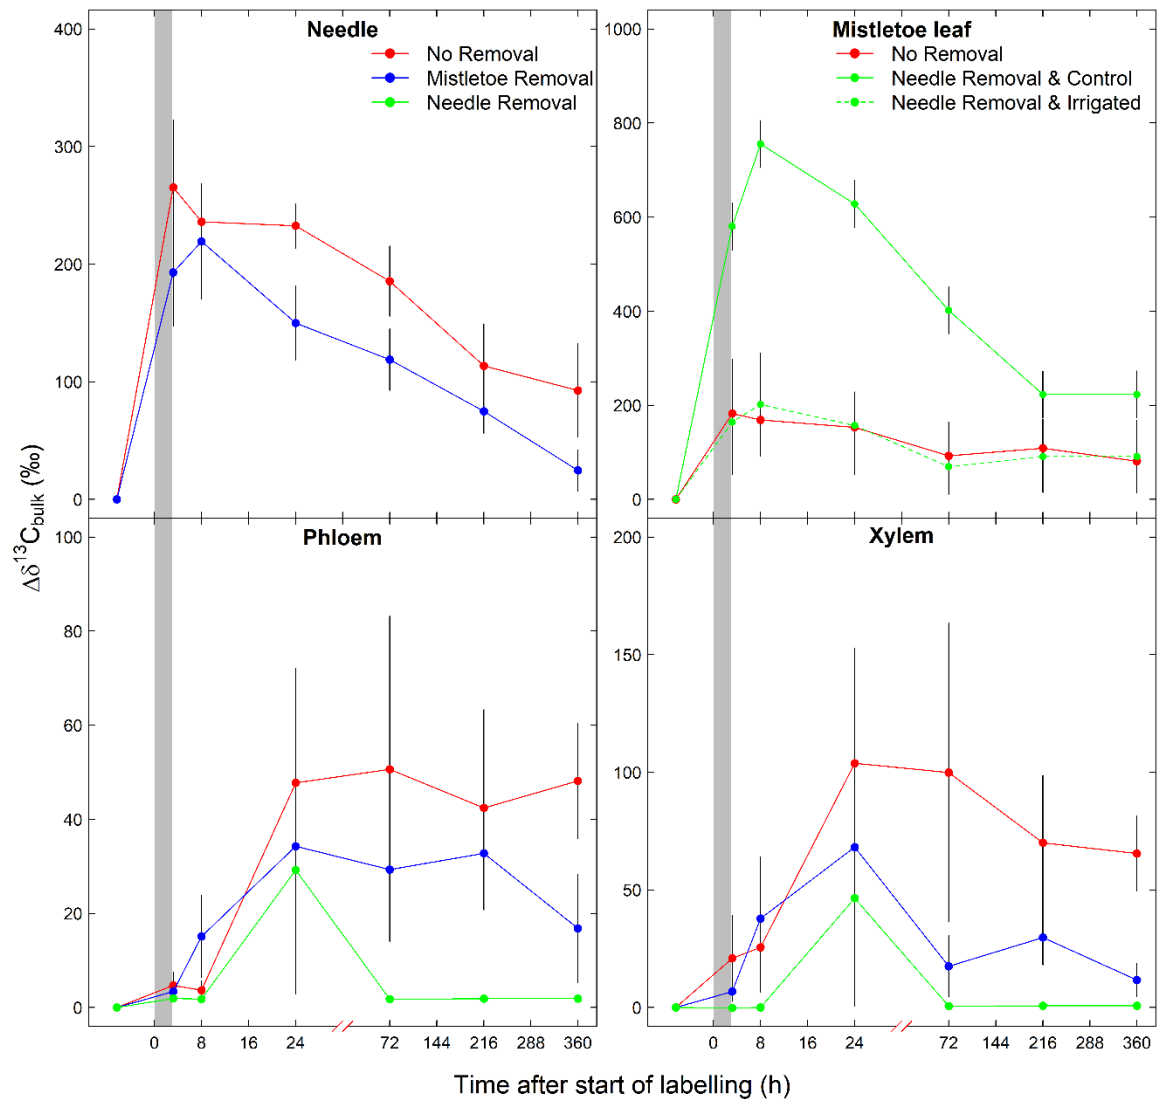 Needle
No Removal
Mistletoe Removal
Needle Removal
0
100
200
300
400
Mistletoe leaf
No Removal
Needle Removal & Control
Needle Removal & Irrigated
0
200
400
600
800
1000
Phloem
0
20
40
60
80
100
0 8 24 72 144 216 288 360
Xylem
0
50
100
150
200
0 8 24 72 144 216 288 360
Δδ¹³C_bulk (‰)
Time after start of labelling (h)